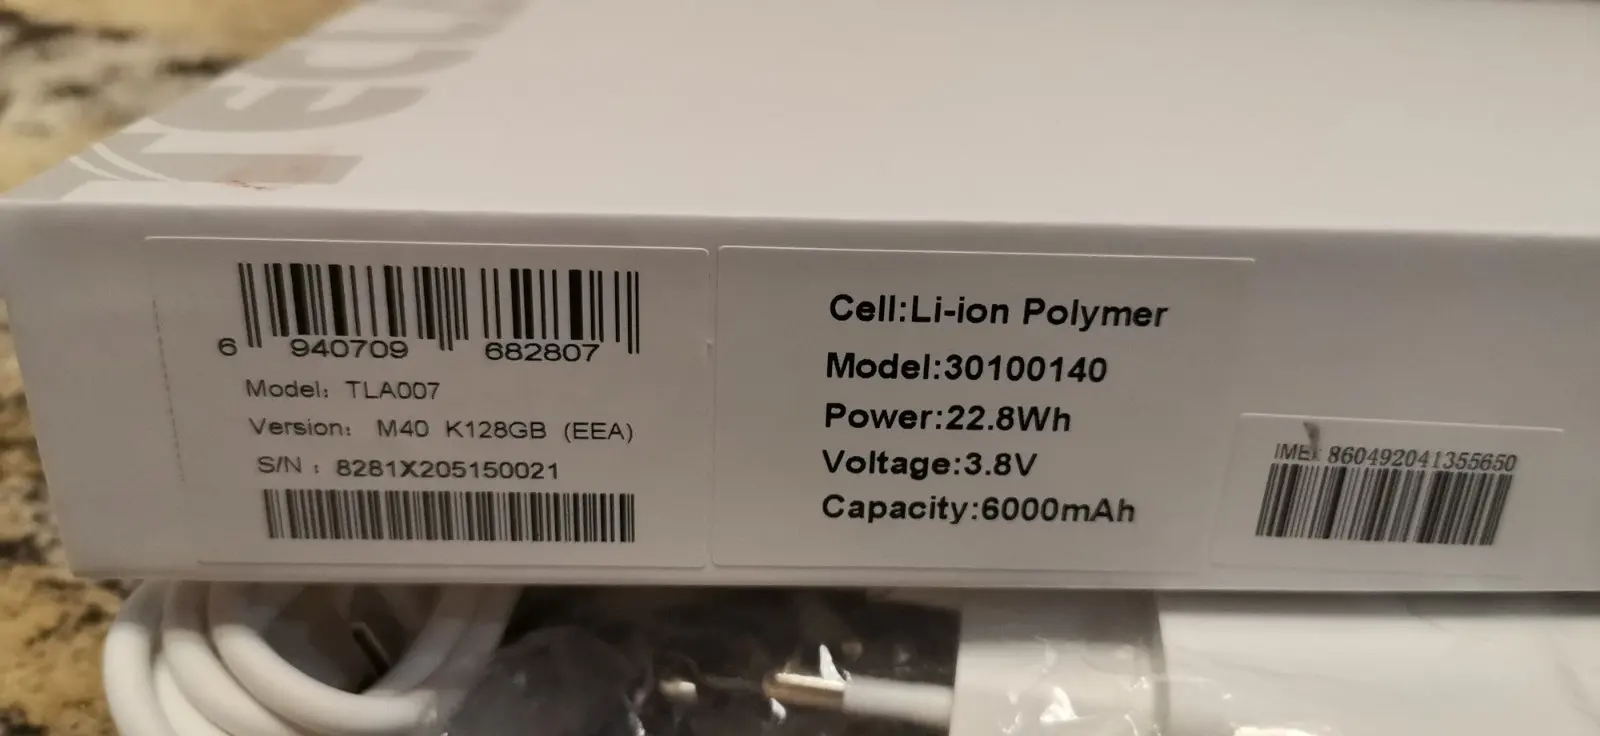 6 940709 682807
Model: TLA007
Version: M40 K128GB (EEA)
S/N : 8281X205150021
Cell:Li-ion Polymer
Model:30100140
Power:22.8Wh
Voltage:3.8V
Capacity:6000mAh
IMEI: 860492041355650